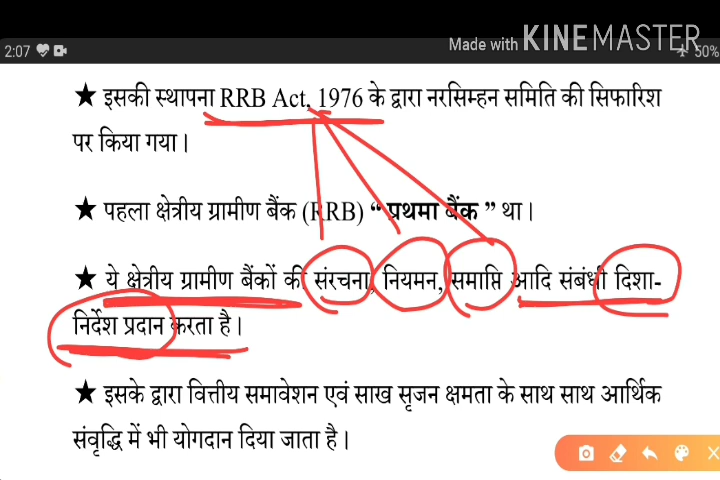 Made with KINEMASTER
2:07 50%
★ इसकी स्थापना RRB Act, 1976 के द्वारा नरसिम्हन समिति की सिफारिश
पर किया गया।
★ पहला क्षेत्रीय ग्रामीण बैंक (RRB) “ प्रथमा बैंक ” था।
★ ये क्षेत्रीय ग्रामीण बैंकों की संरचना, नियमन, समाप्ति आदि संबंधी दिशा-
निर्देश प्रदान करता है।
★ इसके द्वारा वित्तीय समावेशन एवं साख सृजन क्षमता के साथ साथ आर्थिक
संवृद्धि में भी योगदान दिया जाता है।